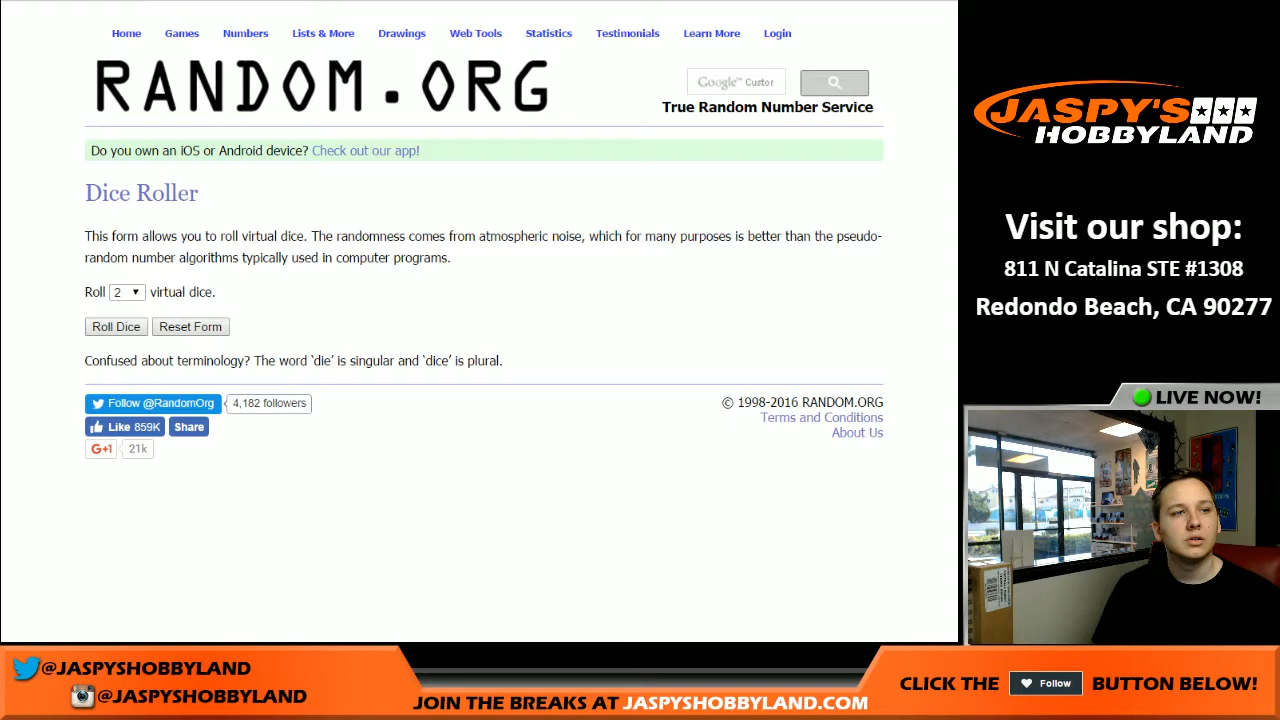 Home Games Numbers Lists & More Drawings Web Tools Statistics Testimonials Learn More Login
RANDOM.ORG
Google™ Custor
True Random Number Service
Do you own an iOS or Android device? Check out our app!
Dice Roller
This form allows you to roll virtual dice. The randomness comes from atmospheric noise, which for many purposes is better than the pseudo-
random number algorithms typically used in computer programs.
Roll 2 virtual dice.
Roll Dice Reset Form
Confused about terminology? The word ‘die’ is singular and ‘dice’ is plural.
Follow @RandomOrg 4,182 followers
Like 859K Share
G+1 21k
© 1998-2016 RANDOM.ORG
Terms and Conditions
About Us
JASPY'S
HOBBYLAND
Visit our shop:
811 N Catalina STE #1308
Redondo Beach, CA 90277
LIVE NOW!
@JASPYSHOBBYLAND
@JASPYSHOBBYLAND
JOIN THE BREAKS AT JASPYSHOBBYLAND.COM
CLICK THE Follow BUTTON BELOW!